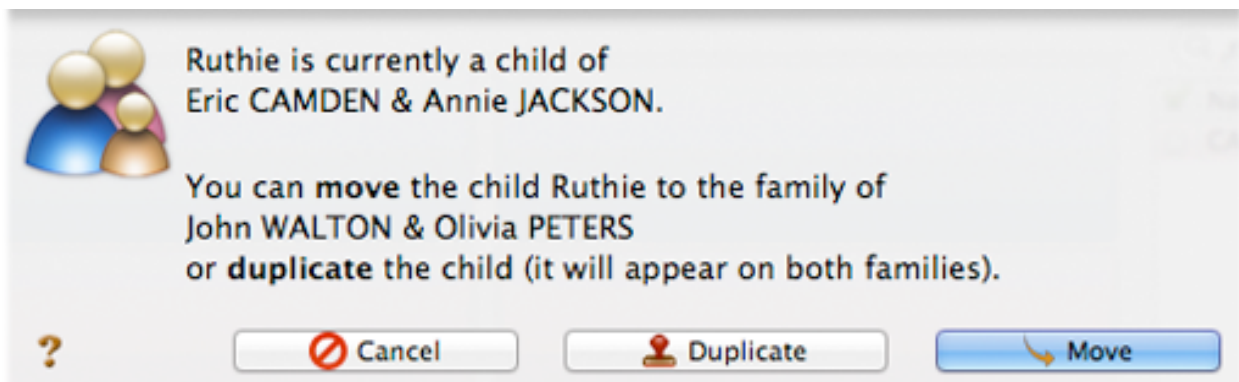 Ruthie is currently a child of
Eric CAMDEN & Annie JACKSON.
You can move the child Ruthie to the family of
John WALTON & Olivia PETERS
or duplicate the child (it will appear on both families).
? Cancel Duplicate Move